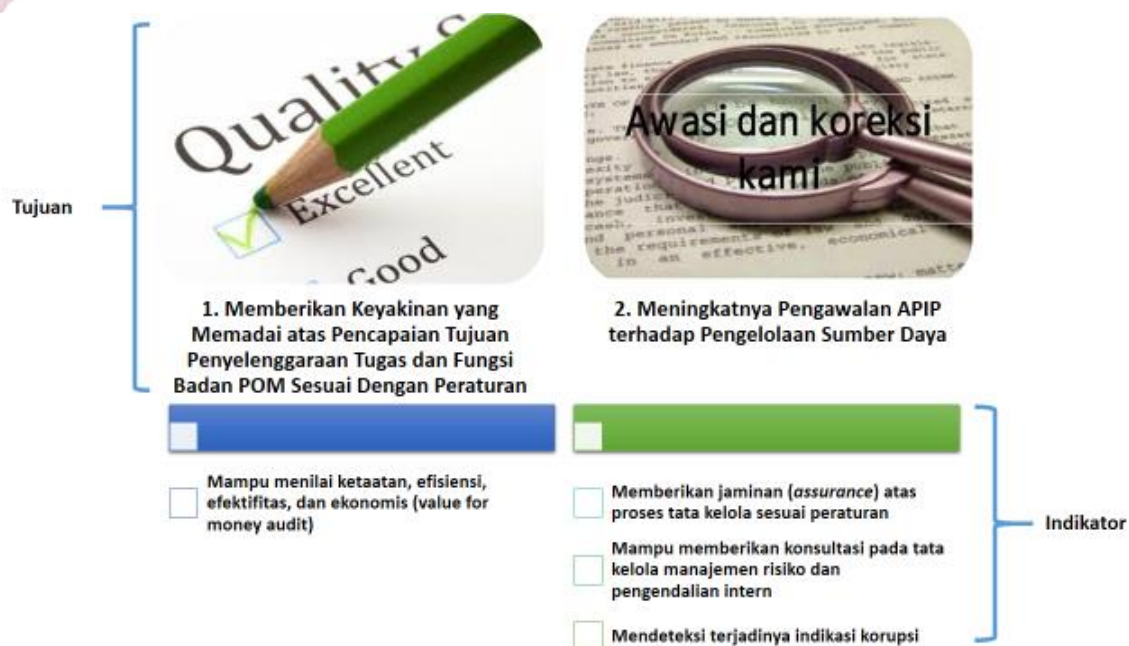 Tujuan
Quality S
Excellent
Good
Awasi dan koreksi
kami
1. Memberikan Keyakinan yang
Memadai atas Pencapaian Tujuan
Penyelenggaraan Tugas dan Fungsi
Badan POM Sesuai Dengan Peraturan
2. Meningkatnya Pengawalan APIP
terhadap Pengelolaan Sumber Daya
Mampu menilai ketaatan, efisiensi,
efektifitas, dan ekonomis (value for
money audit)
Memberikan jaminan (assurance) atas
proses tata kelola sesuai peraturan
Mampu memberikan konsultasi pada tata
kelola manajemen risiko dan
pengendalian intern
Mendeteksi terjadinya indikasi korupsi
Indikator